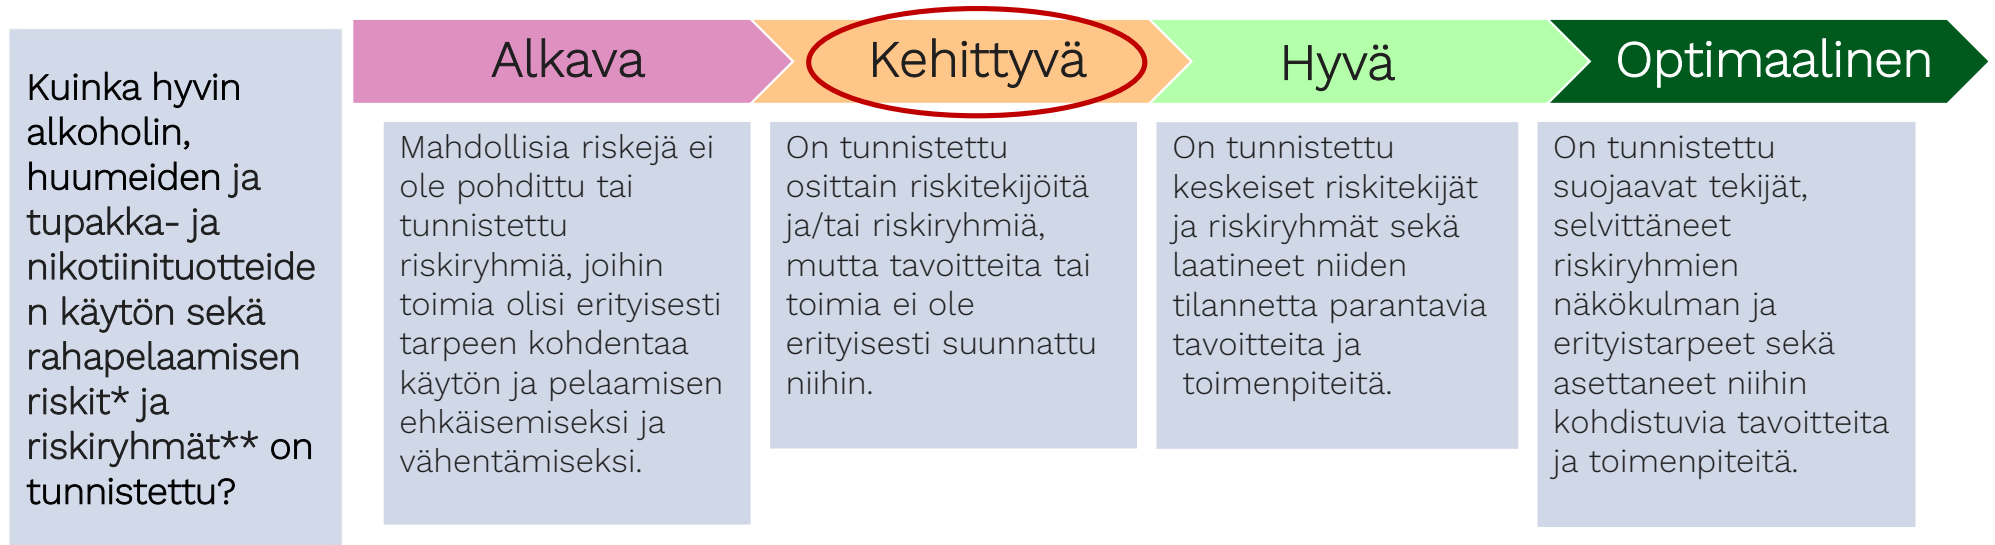 Kuinka hyvin
alkoholin,
huumeiden ja
tupakka- ja
nikotiinituotteide
n käytön sekä
rahapelaamisen
riskit* ja
riskiryhmät** on
tunnistettu?
Alkava
Mahdollisia riskejä ei
ole pohdittu tai
tunnistettu
riskiryhmiä, joihin
toimia olisi erityisesti
tarpeen kohdentaa
käytön ja pelaamisen
ehkäisemiseksi ja
vähentämiseksi.
Kehittyvä
On tunnistettu
osittain riskitekijöitä
ja/tai riskiryhmiä,
mutta tavoitteita tai
toimia ei ole
erityisesti suunnattu
niihin.
Hyvä
On tunnistettu
keskeiset riskitekijät
ja riskiryhmät sekä
laatineet niiden
tilannetta parantavia
tavoitteita ja
toimenpiteitä.
Optimaalinen
On tunnistettu
suojaavat tekijät,
selvittäneet
riskiryhmien
näkökulman ja
erityistarpeet sekä
asettaneet niihin
kohdistuvia tavoitteita
ja toimenpiteitä.